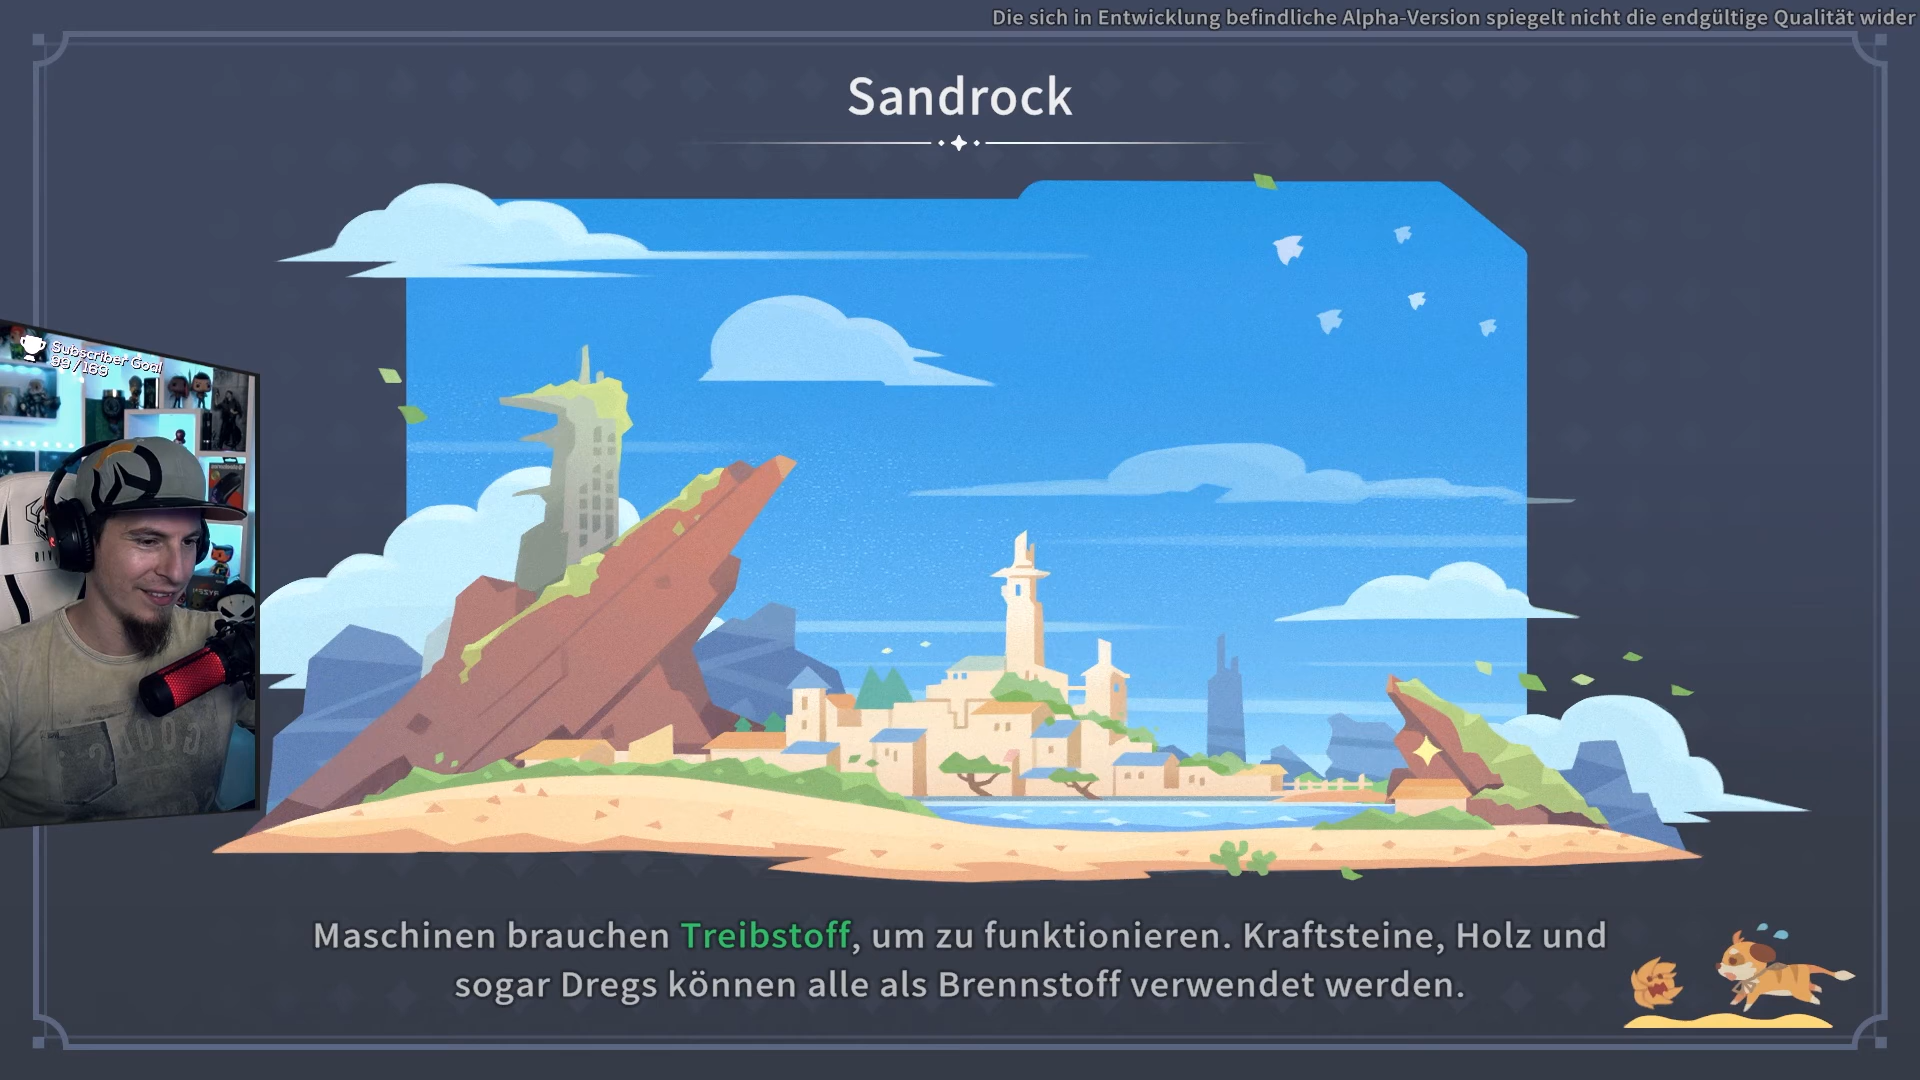 Die sich in Entwicklung befindliche Alpha-Version spiegelt nicht die endgültige Qualität wider
Sandrock
Subscriber Goal
99 / 169
Maschinen brauchen Treibstoff, um zu funktionieren. Kraftsteine, Holz und
sogar Dregs können alle als Brennstoff verwendet werden.